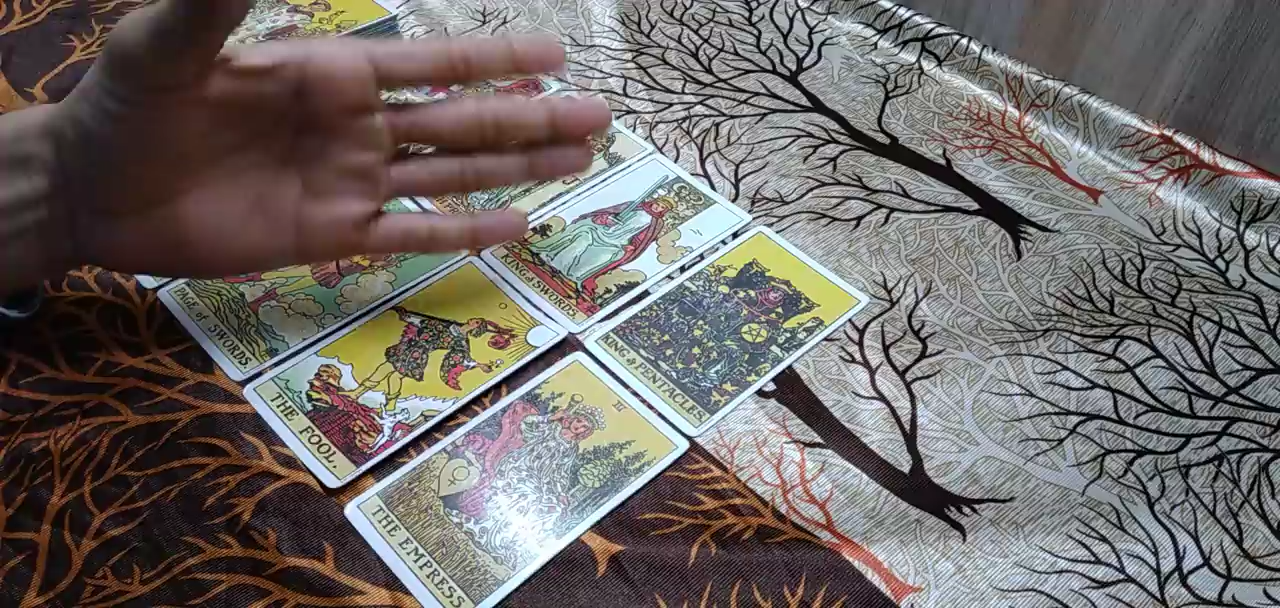 KING of SWORDS.
PAGE of SWORDS.
KING of PENTACLES.
THE FOOL.
III
THE EMPRESS.